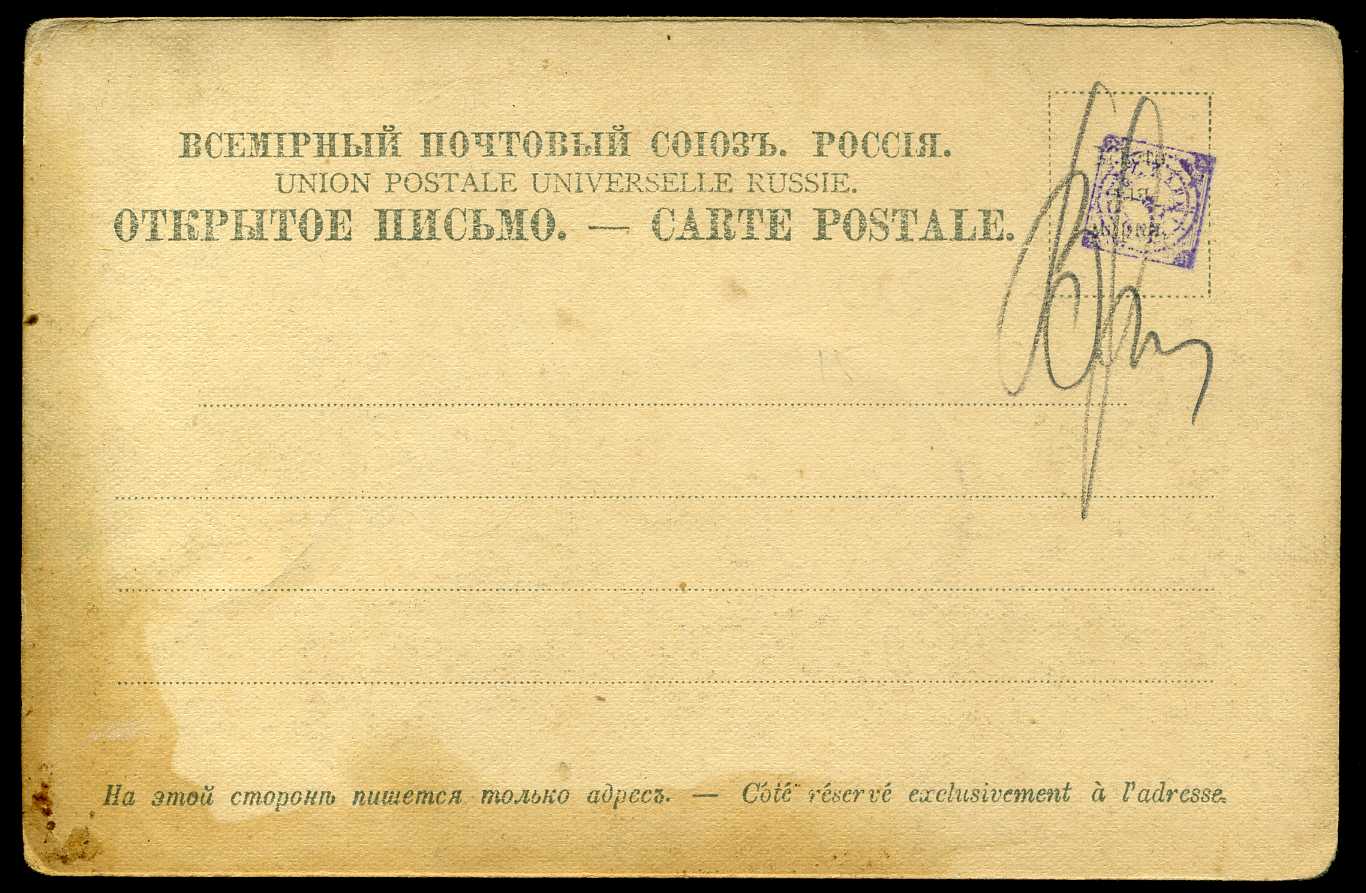 ВСЕМІРНЫЙ ПОЧТОВЫЙ СОЮЗЪ. РОССІЯ.
UNION POSTALE UNIVERSELLE RUSSIE.
ОТКРЫТОЕ ПИСЬМО. — CARTE POSTALE.
На этой сторонѣ пишется только адресъ. — Côté réservé exclusivement à l'adresse.